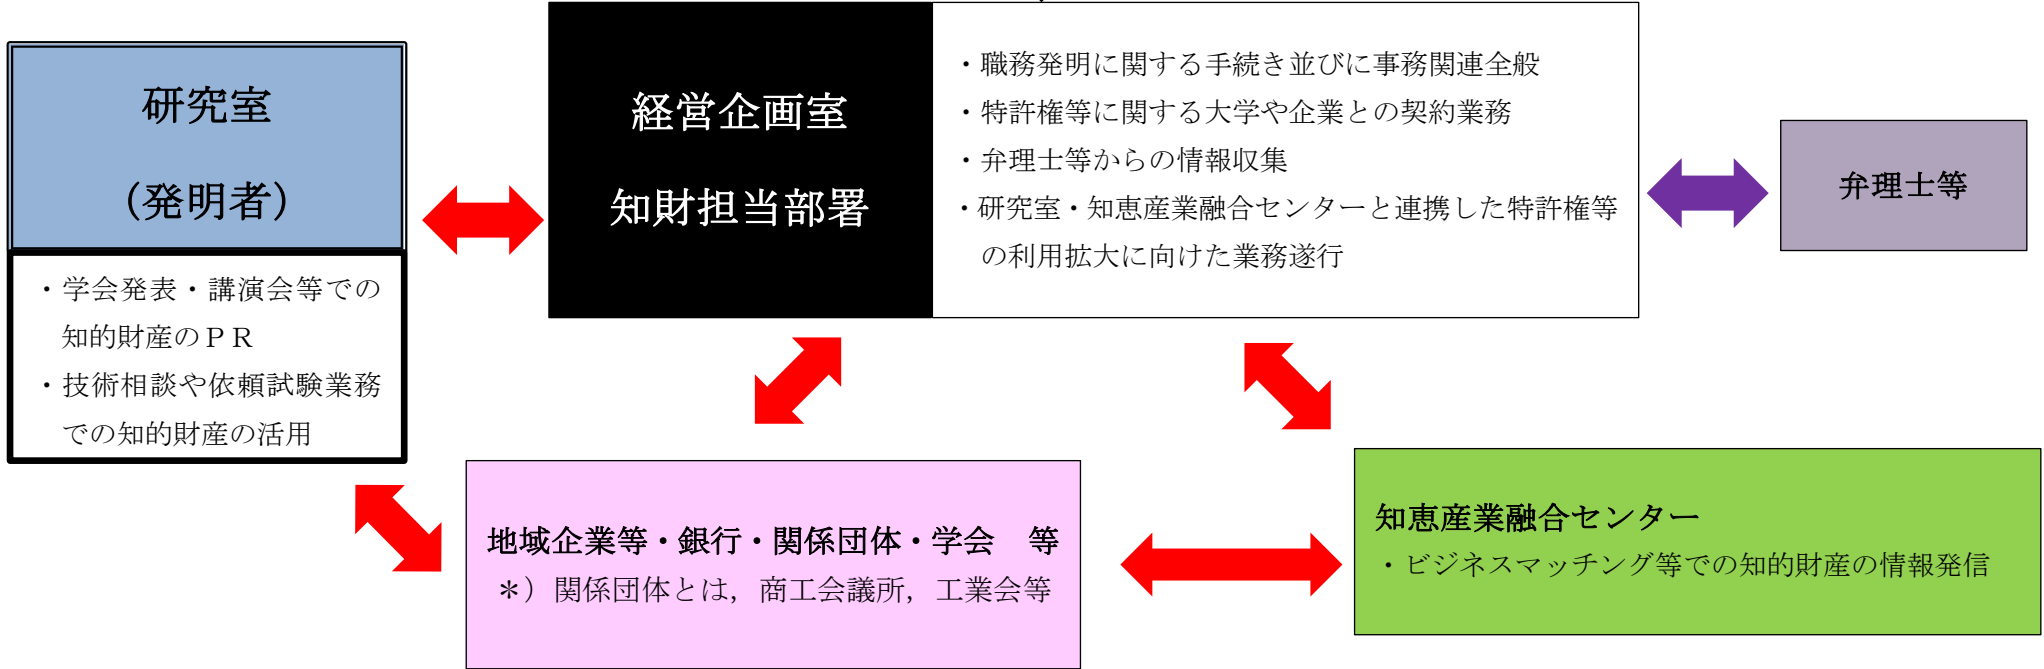 研究室
（発明者）
・学会発表・講演会等での
知的財産のＰＲ
・技術相談や依頼試験業務
での知的財産の活用
経営企画室
知財担当部署
・職務発明に関する手続き並びに事務関連全般
・特許権等に関する大学や企業との契約業務
・弁理士等からの情報収集
・研究室・知恵産業融合センターと連携した特許権等
の利用拡大に向けた業務遂行
弁理士等
地域企業等・銀行・関係団体・学会　等
＊）関係団体とは，商工会議所，工業会等
知恵産業融合センター
・ビジネスマッチング等での知的財産の情報発信